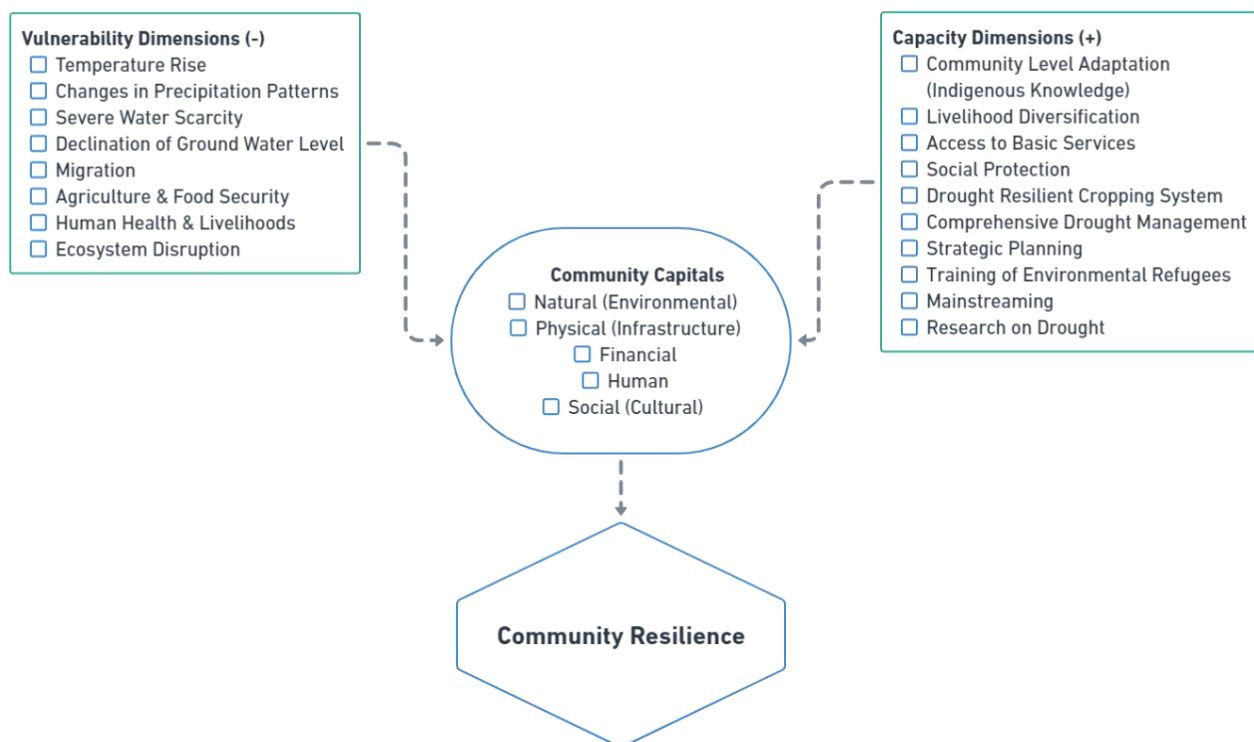 Vulnerability Dimensions (-)
Temperature Rise
Changes in Precipitation Patterns
Severe Water Scarcity
Declination of Ground Water Level
Migration
Agriculture & Food Security
Human Health & Livelihoods
Ecosystem Disruption
Capacity Dimensions (+)
Community Level Adaptation
(Indigenous Knowledge)
Livelihood Diversification
Access to Basic Services
Social Protection
Drought Resilient Cropping System
Comprehensive Drought Management
Strategic Planning
Training of Environmental Refugees
Mainstreaming
Research on Drought
Community Capitals
Natural (Environmental)
Physical (Infrastructure)
Financial
Human
Social (Cultural)
Community Resilience